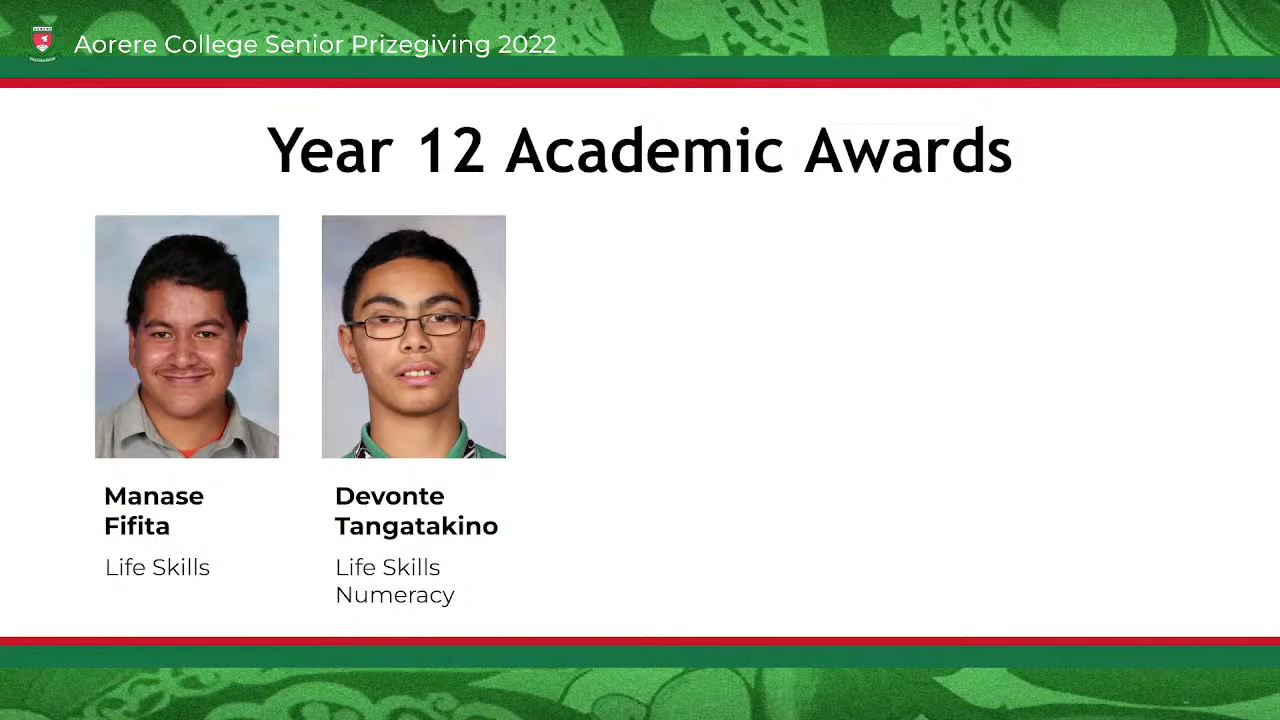 Aorere College Senior Prizegiving 2022
Year 12 Academic Awards
Manase
Fifita
Life Skills
Devonte
Tangatakino
Life Skills
Numeracy